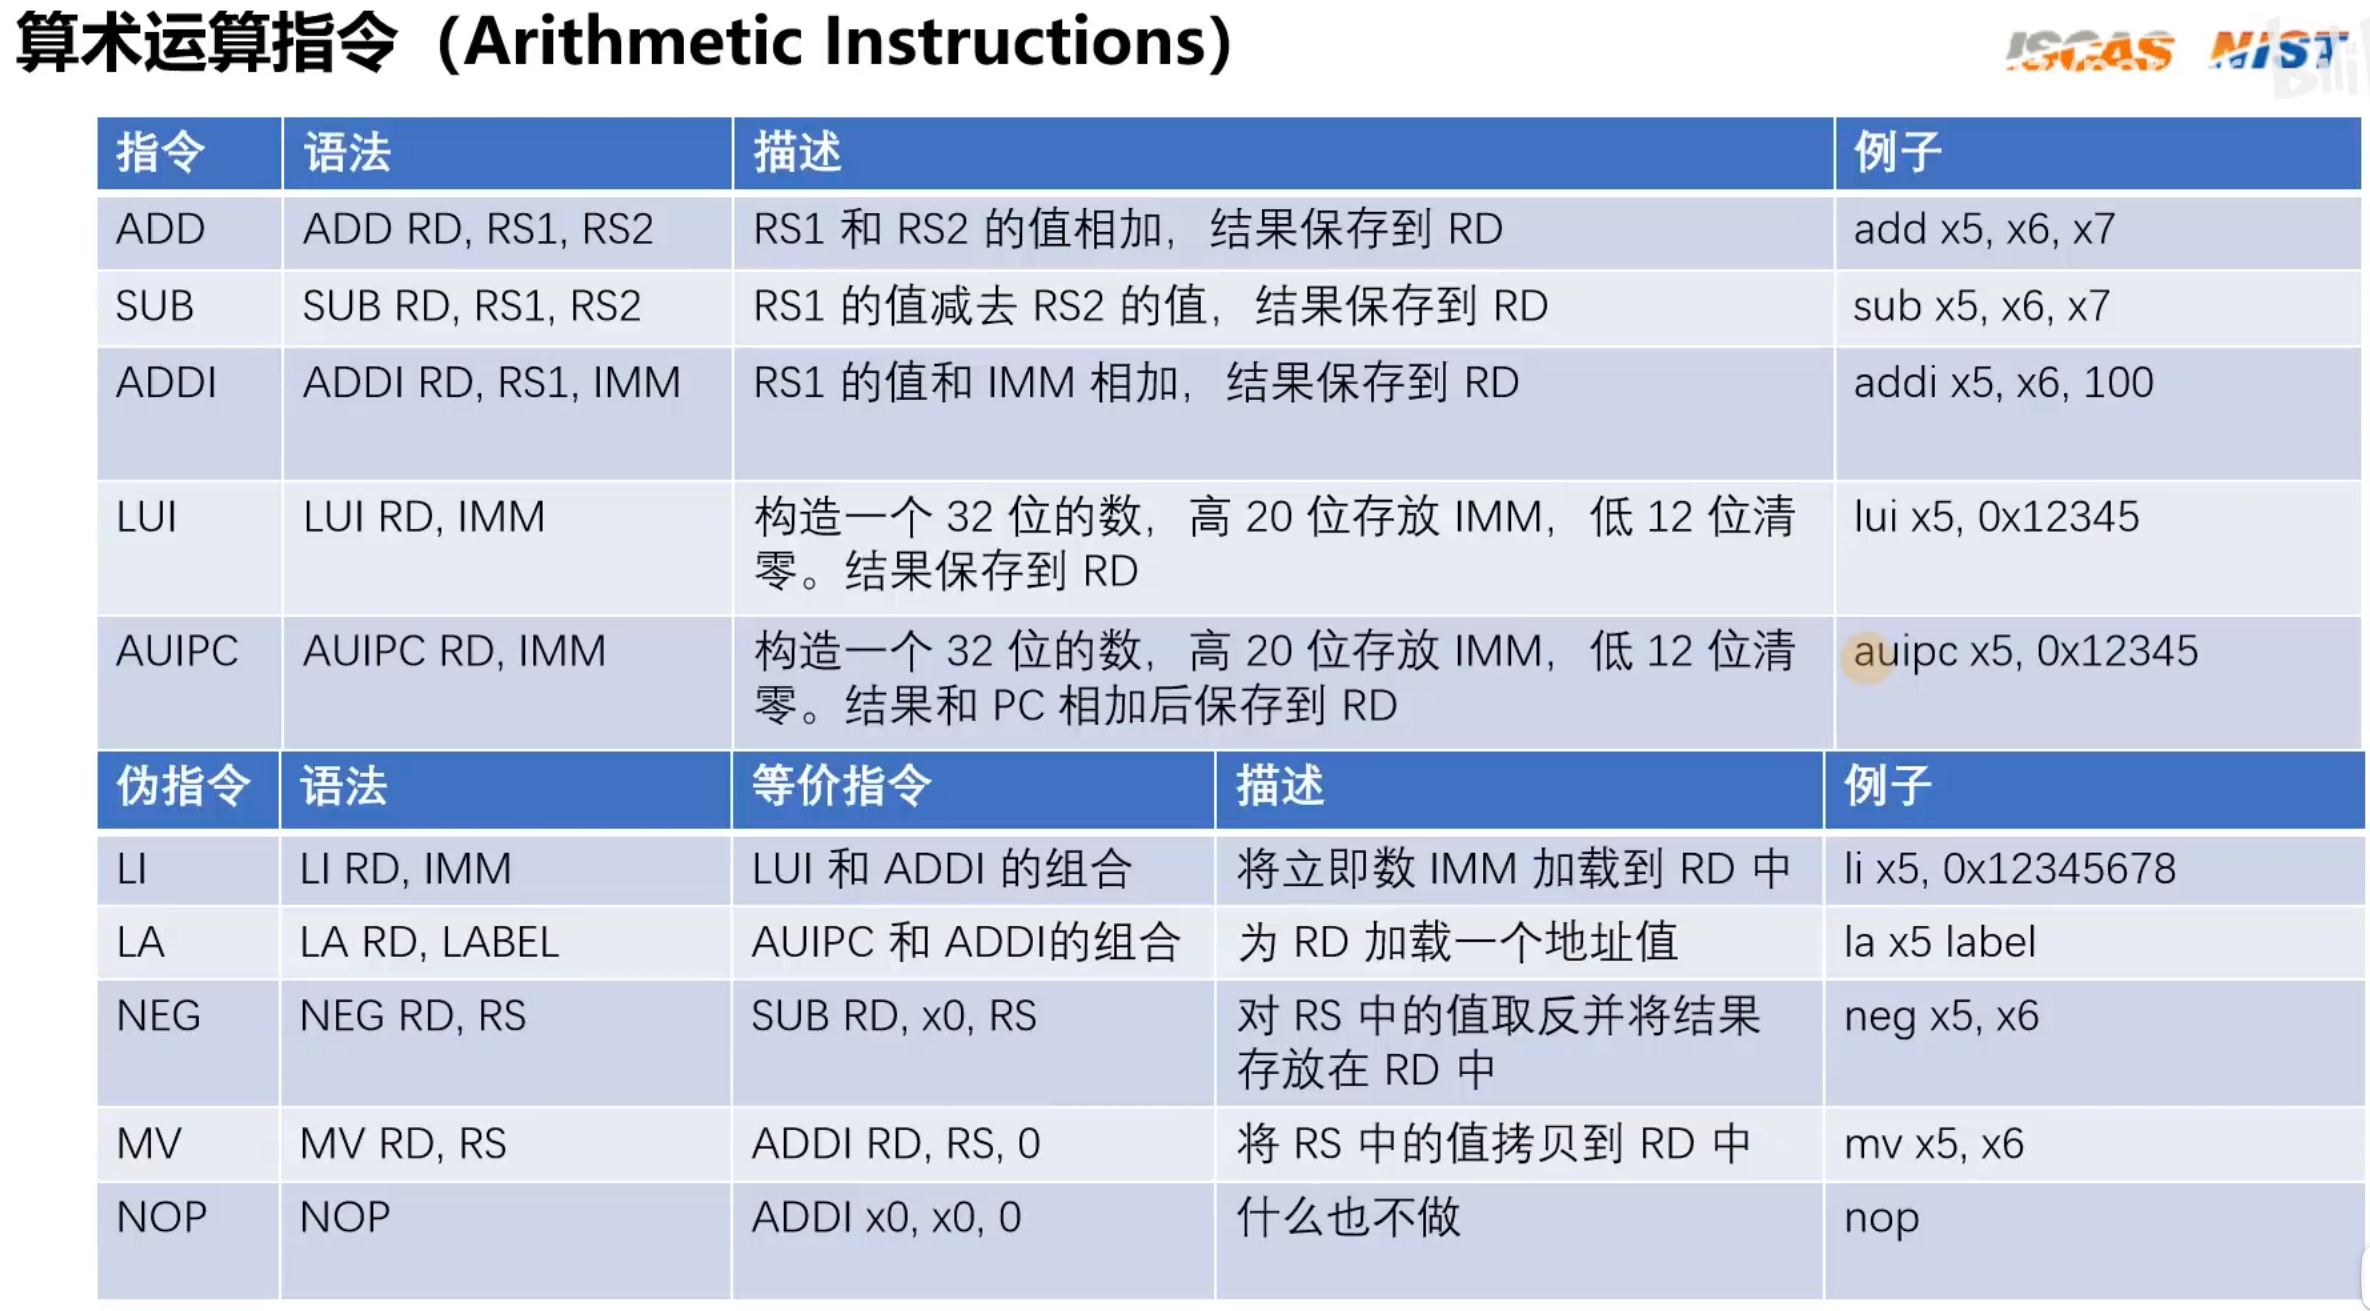 算术运算指令（Arithmetic Instructions）
ISCAS MIST
指令 语法 描述 例子
ADD ADD RD, RS1, RS2 RS1 和 RS2 的值相加，结果保存到 RD add x5, x6, x7
SUB SUB RD, RS1, RS2 RS1 的值减去 RS2 的值，结果保存到 RD sub x5, x6, x7
ADDI ADDI RD, RS1, IMM RS1 的值和 IMM 相加，结果保存到 RD addi x5, x6, 100
LUI LUI RD, IMM 构造一个 32 位的数，高 20 位存放 IMM，低 12 位清 lui x5, 0x12345
零。结果保存到 RD
AUIPC AUIPC RD, IMM 构造一个 32 位的数，高 20 位存放 IMM，低 12 位清 auipc x5, 0x12345
零。结果和 PC 相加后保存到 RD
伪指令 语法 等价指令 描述 例子
LI LI RD, IMM LUI 和 ADDI 的组合 将立即数 IMM 加载到 RD 中 li x5, 0x12345678
LA LA RD, LABEL AUIPC 和 ADDI的组合 为 RD 加载一个地址值 la x5 label
NEG NEG RD, RS SUB RD, x0, RS 对 RS 中的值取反并将结果 neg x5, x6
存放在 RD 中
MV MV RD, RS ADDI RD, RS, 0 将 RS 中的值拷贝到 RD 中 mv x5, x6
NOP NOP ADDI x0, x0, 0 什么也不做 nop